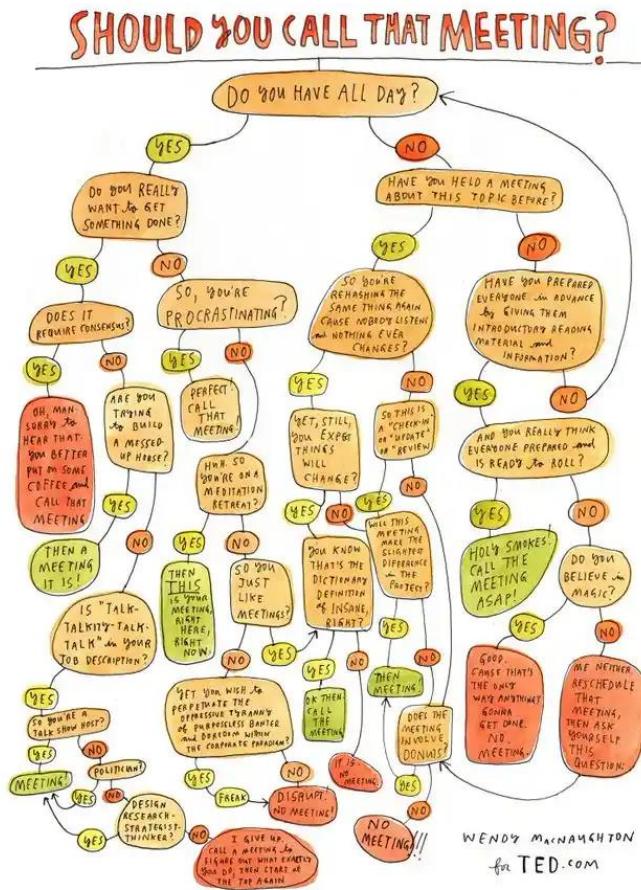 SHOULD YOU CALL THAT MEETING?
DO YOU HAVE ALL DAY?
YES
NO
DO YOU REALLY
WANT to GET
SOMETHING DONE?
HAVE YOU HELD A MEETING
ABOUT THIS TOPIC BEFORE?
YES
NO
YES
NO
DOES IT
REQUIRE CONSENSUS?
SO, YOU'RE
PROCRASTINATING?
SO YOU'RE
REHASHING THE
SAME THING AGAIN
CAUSE NOBODY LISTENS
and NOTHING EVER
CHANGES?
HAVE YOU PREPARED
EVERYONE in ADVANCE
by GIVING THEM
INTRODUCTORY READING
MATERIAL and
INFORMATION?
YES
NO
YES
NO
YES
NO
YES
NO
OH, MAN.
SORRY to
HEAR THAT.
YOU BETTER
PUT ON SOME
COFFEE and
CALL THAT
MEETING
ARE YOU
TRYING
to BUILD
A MESSED-
UP HORSE?
PERFECT!
CALL
THAT
MEETING!
YET, STILL,
YOU EXPECT
THINGS
WILL
CHANGE?
SO THIS IS
A "CHECK-IN"
or "UPDATE"
or "REVIEW
AND YOU REALLY THINK
EVERYONE PREPARED and
IS READY to ROLL?
YES
NO
HUH. SO
YOU'RE ON A
MEDITATION
RETREAT?
YES
NO
YES
YES
NO
THEN A
MEETING
IT IS!
YES
NO
YOU KNOW
THAT'S THE
DICTIONARY
DEFINITION
of INSANE,
RIGHT?
WILL THIS
MEETING
MAKE THE
SLIGHTEST
DIFFERENCE
in THE
PROJECT?
HOLY SMOKES!
CALL THE
MEETING
ASAP!
DO YOU
BELIEVE in
MAGIC?
IS "TALK-
TALKITY-TALK-
TALK" in YOUR
JOB DESCRIPTION?
THEN
THIS
IS YOUR
MEETING,
RIGHT
HERE,
RIGHT
NOW.
SO YOU
JUST
LIKE
MEETINGS?
YES
NO
YES
NO
YES
NO
YES
NO
YES
NO
SO YOU'RE A
TALK SHOW HOST?
YET YOU WISH to
PERPETUATE THE
OPPRESSIVE TYRANNY
of PURPOSELESS BANTER
and BOREDOM WITHIN
THE CORPORATE PARADIGM?
OK THEN.
CALL
THE
MEETING
THEN
MEETING
DOES THE
MEETING
INVOLVE
DONUTS?
GOOD.
CAUSE THAT'S
THE ONLY
WAY ANYTHING'S
GONNA
GET DONE.
NO
MEETING.
ME NEITHER.
RESCHEDULE
THAT
MEETING,
THEN ASK
YOURSELF
THIS
QUESTION:
YES
NO
MEETING!
POLITICIAN?
YES
NO
YES
FREAK
NO
IT IS.
NO
MEETING.
YES
NO
DISRUPT.
NO MEETING!
DESIGN
RESEARCH-
STRATEGIST-
THINKER?
YES
NO
I GIVE UP.
CALL A MEETING to
FIGURE OUT WHAT EXACTLY
YOU DO, THEN START AT
THE TOP AGAIN
NO
MEETING!!!
WENDY MACNAUGHTON
for TED.COM